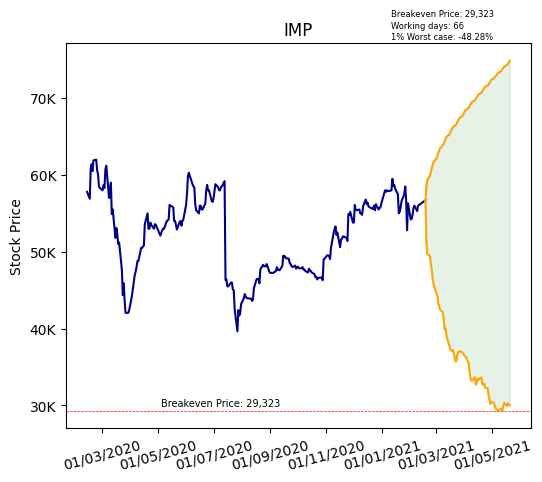 Breakeven Price: 29,323
Working days: 66
1% Worst case: -48.28%
IMP
Stock Price
70K
60K
50K
40K
30K
Breakeven Price: 29,323
01/03/2020
01/05/2020
01/07/2020
01/09/2020
01/11/2020
01/01/2021
01/03/2021
01/05/2021